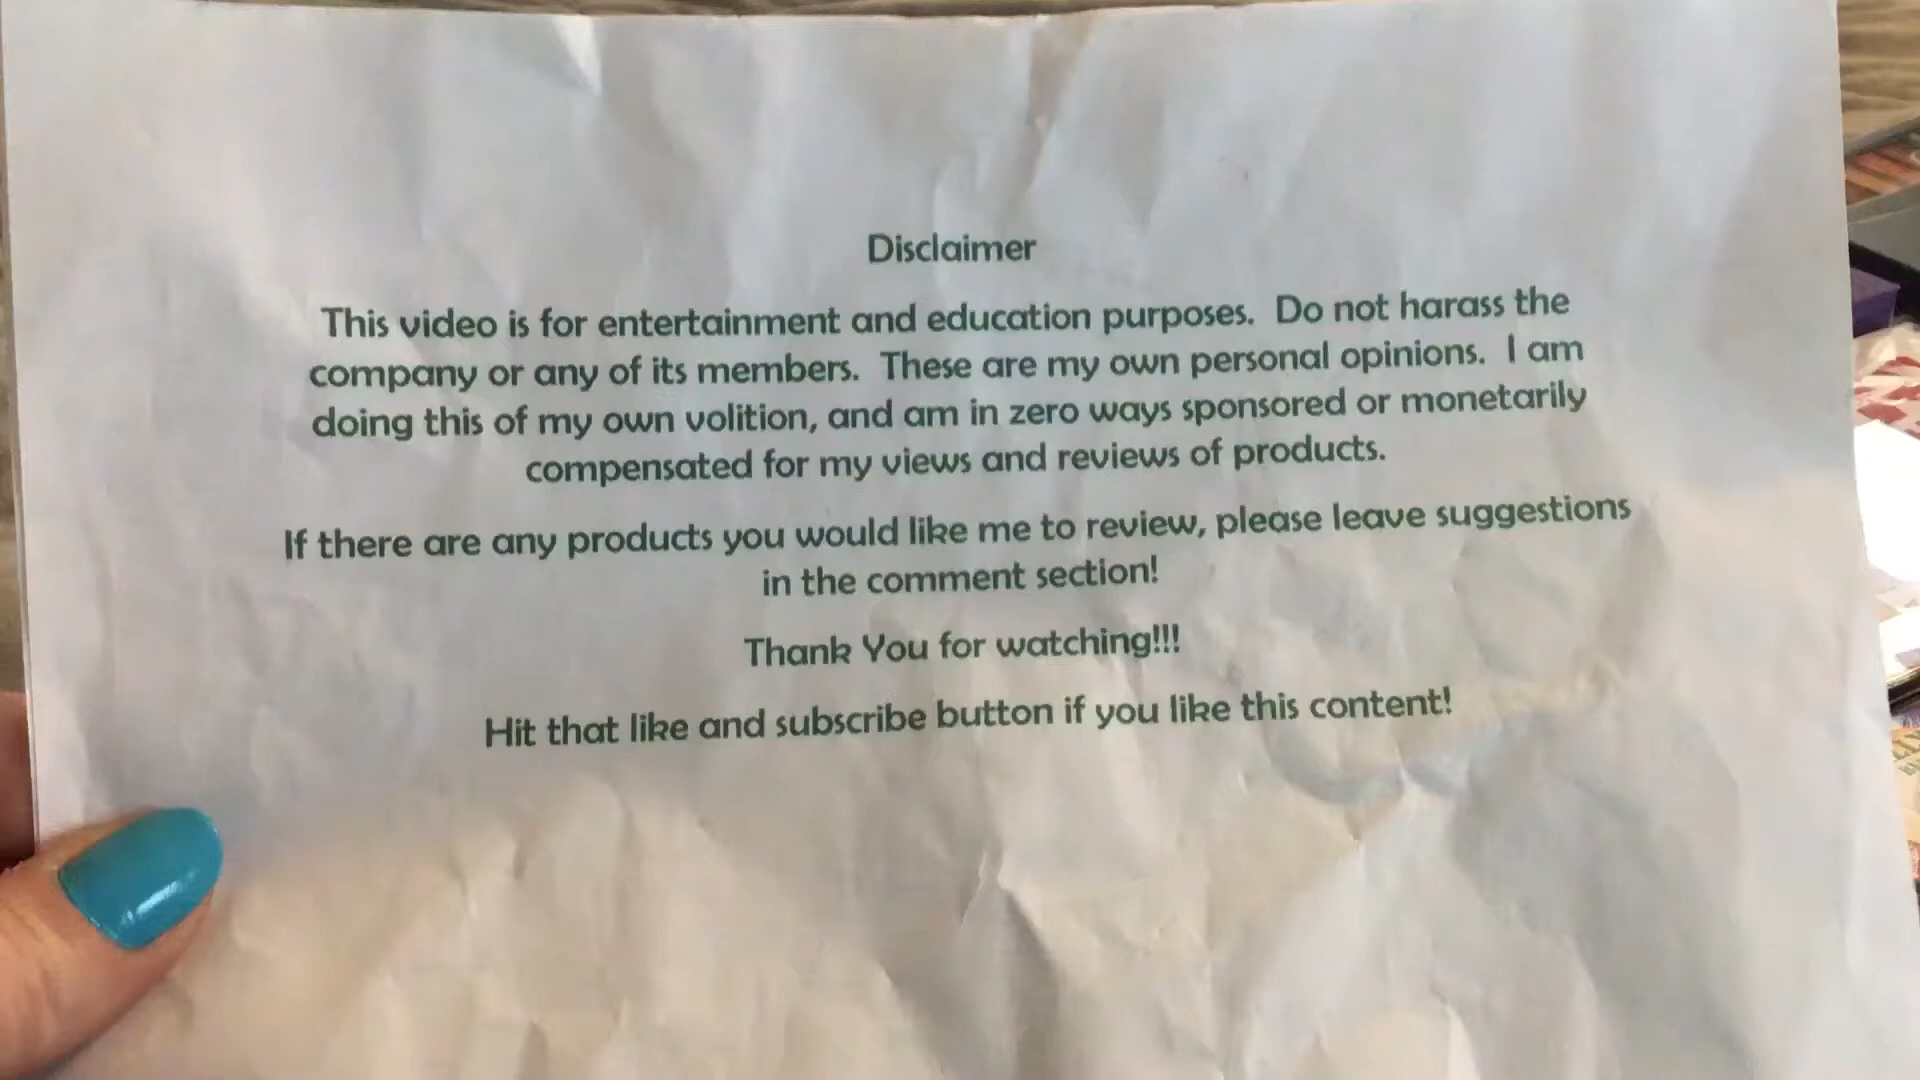 Disclaimer
This video is for entertainment and education purposes.  Do not harass the
company or any of its members.  These are my own personal opinions.  I am
doing this of my own volition, and am in zero ways sponsored or monetarily
compensated for my views and reviews of products.
If there are any products you would like me to review, please leave suggestions
in the comment section!
Thank You for watching!!!
Hit that like and subscribe button if you like this content!